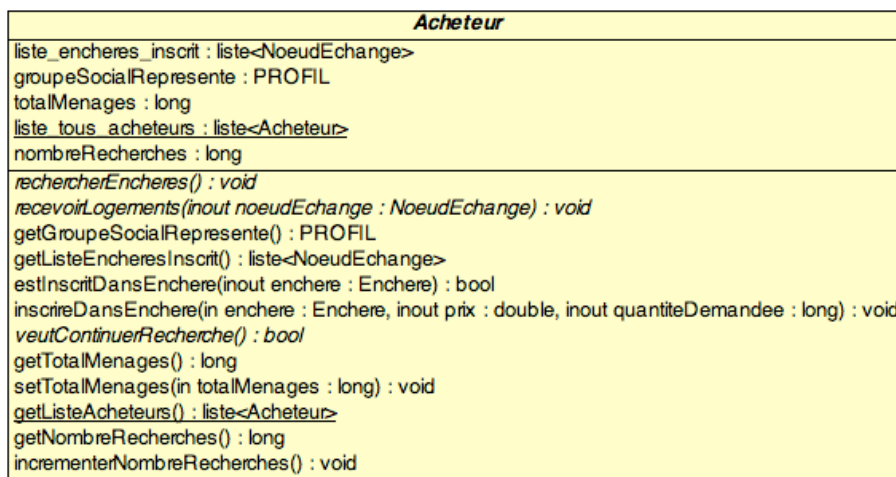 Acheteur
liste_encheres_inscrit : liste<NoeudEchange>
groupeSocialRepresente : PROFIL
totalMenages : long
liste_tous_acheteurs : liste<Acheteur>
nombreRecherches : long
rechercherEncheres() : void
recevoirLogements(inout noeudEchange : NoeudEchange) : void
getGroupeSocialRepresente() : PROFIL
getListeEncheresInscrit() : liste<NoeudEchange>
estInscritDansEnchere(inout enchere : Enchere) : bool
inscrireDansEnchere(in enchere : Enchere, inout prix : double, inout quantiteDemandee : long) : void
veutContinuerRecherche() : bool
getTotalMenages() : long
setTotalMenages(in totalMenages : long) : void
getListeAcheteurs() : liste<Acheteur>
getNombreRecherches() : long
incrementerNombreRecherches() : void